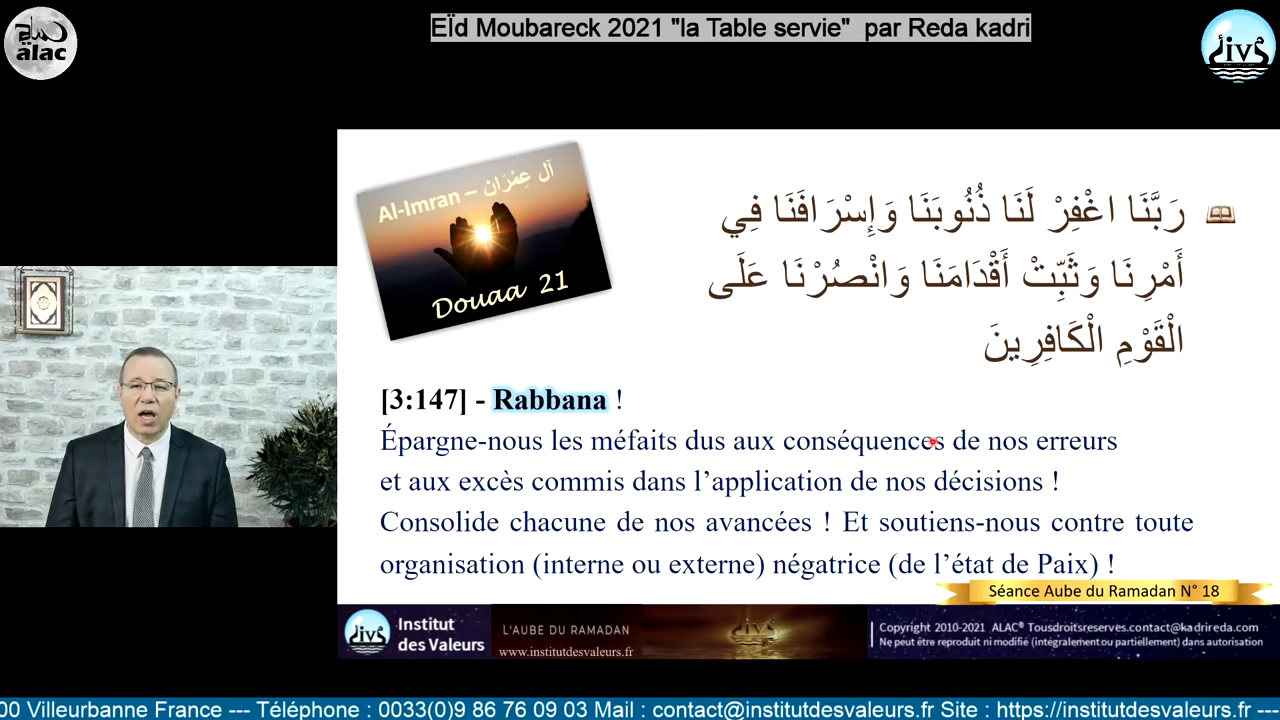 EÏd Moubareck 2021 "la Table servie" par Reda kadri
älac
ivs
Al-Imran – آل عِمْرَان
Douaa 21
رَبَّنَا اغْفِرْ لَنَا ذُنُوبَنَا وَإِسْرَافَنَا فِي
أَمْرِنَا وَثَبِّتْ أَقْدَامَنَا وَانْصُرْنَا عَلَى
الْقَوْمِ الْكَافِرِينَ
[3:147] - Rabbana !
Épargne-nous les méfaits dus aux conséquences de nos erreurs
et aux excès commis dans l’application de nos décisions !
Consolide chacune de nos avancées ! Et soutiens-nous contre toute
organisation (interne ou externe) négatrice (de l’état de Paix) !
Séance Aube du Ramadan N° 18
Institut
des Valeurs
L'AUBE DU RAMADAN
www.institutdesvaleurs.fr
Copyright 2010-2021 ALAC® Tousdroitsreserves.contact@kadrireda.com
Ne peut être reproduit ni modifié (intégralement ou partiellement) dans autorisation
00 Villeurbanne France --- Téléphone : 0033(0)9 86 76 09 03 Mail : contact@institutdesvaleurs.fr Site : https://institutdesvaleurs.fr ---